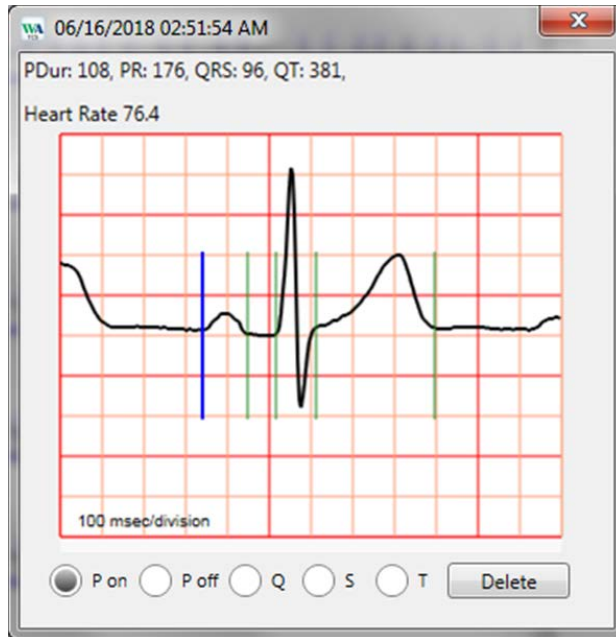 06/16/2018 02:51:54 AM
PDur: 108, PR: 176, QRS: 96, QT: 381,
Heart Rate 76.4
100 msec/division
P on P off Q S T Delete